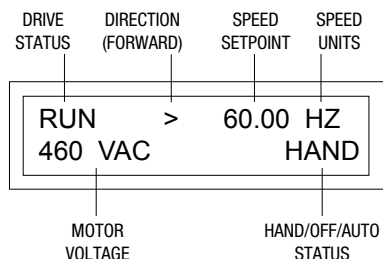 DRIVE STATUS
DIRECTION (FORWARD)
SPEED SETPOINT
SPEED UNITS
RUN > 60.00 HZ
460 VAC HAND
MOTOR VOLTAGE
HAND/OFF/AUTO STATUS